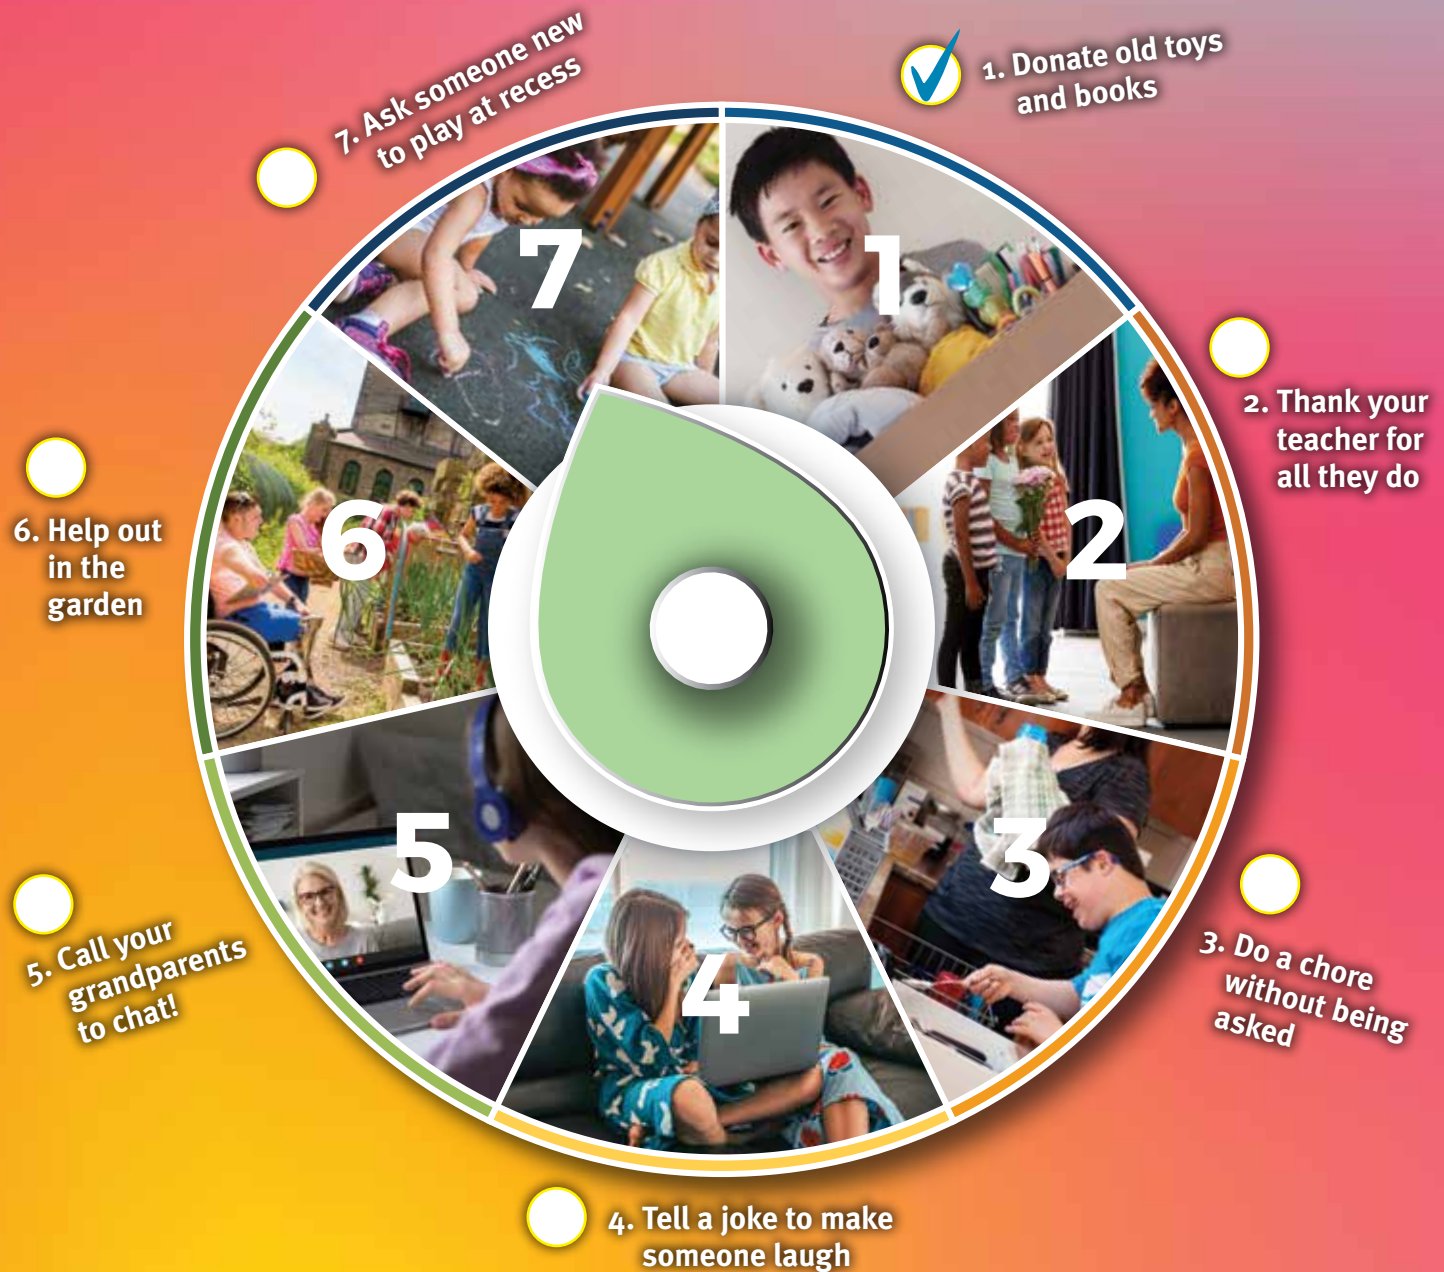 1. Donate old toys
and books
2. Thank your
teacher for
all they do
3. Do a chore
without being
asked
4. Tell a joke to make
someone laugh
5. Call your
grandparents
to chat!
6. Help out
in the
garden
7. Ask someone new
to play at recess
1
2
3
4
5
6
7